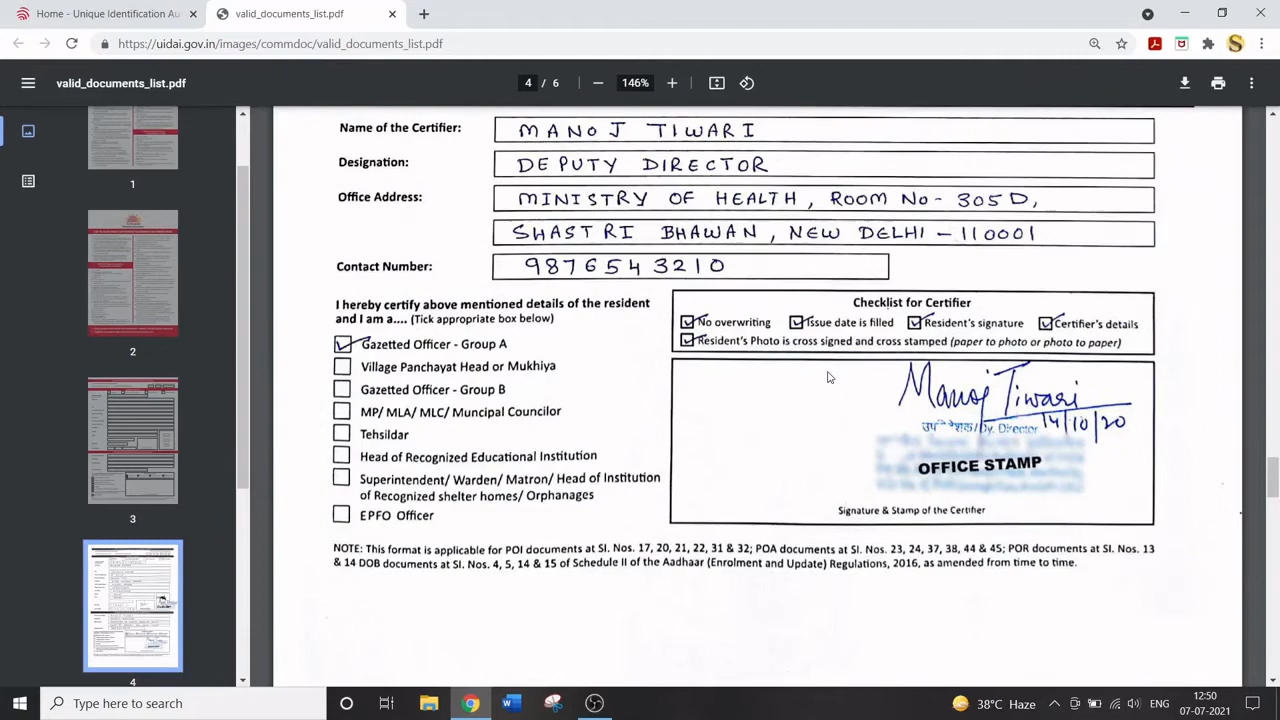 Home - Unique Identification Au
valid_documents_list.pdf
https://uidai.gov.in/images/commdoc/valid_documents_list.pdf
valid_documents_list.pdf
4 / 6
146%
1
2
3
4
Name of the Certifier: MANOJ TIWARI
Designation: DEPUTY DIRECTOR
Office Address: MINISTRY OF HEALTH, ROOM No- 305D,
SHASTRI BHAWAN, NEW DELHI - 110001
Contact Number: 9876543210
I hereby certify above mentioned details of the resident
and I am a.... (Tick appropriate box below)
Gazetted Officer - Group A
Village Panchayat Head or Mukhiya
Gazetted Officer - Group B
MP/ MLA/ MLC/ Muncipal Councilor
Tehsildar
Head of Recognized Educational Institution
Superintendent/ Warden/ Matron/ Head of Institution
of Recognized shelter homes/ Orphanages
EPFO Officer
Checklist for Certifier
No overwriting Issue date is filled Resident's signature Certifier's details
Resident's Photo is cross signed and cross stamped (paper to photo or photo to paper)
Manoj Tiwari
14/10/20
/Dy. Director
OFFICE STAMP
Signature & Stamp of the Certifier
NOTE: This format is applicable for POI documents at SI. Nos. 17, 20, 21, 22, 31 & 32; POA documents at SI. Nos. 23, 24, 37, 38, 44 & 45; POR documents at SI. Nos. 13
& 14 DOB documents at SI. Nos. 4, 5, 14 & 15 of Schedule II of the Aadhaar (Enrolment and Update) Regulations, 2016, as amended from time to time.
Type here to search
38°C Haze
ENG
12:50
07-07-2021